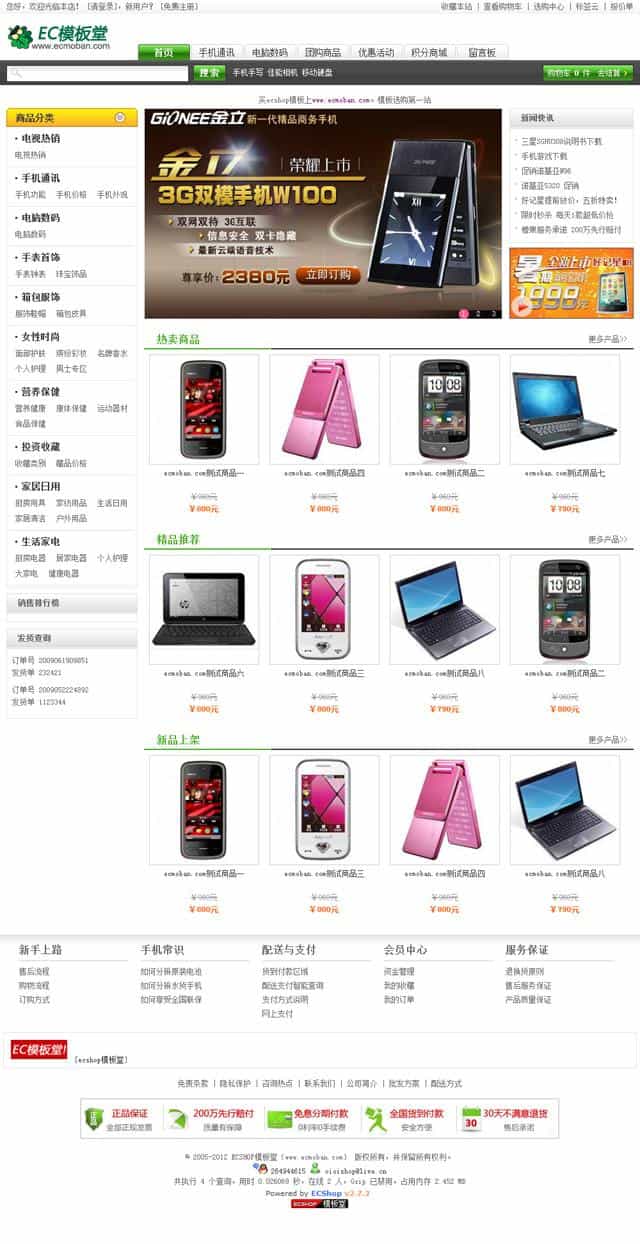 您好，欢迎光临本店！ [请登录]，新用户？ [免费注册]
收藏本站 | 查看购物车 | 选购中心 | 标签云 | 报价单
EC模板堂
www.ecmoban.com
首页 手机通讯 电脑数码 团购商品 优惠活动 积分商城 留言板
搜索 手机手写 佳能相机 移动硬盘
购物车 0 件 去结算 >
买ecshop模板上www.ecmoban.com 模板选购第一站
商品分类
· 电视热销
电视热销
· 手机通讯
手机功能 手机价格 手机外观
· 电脑数码
电脑数码
· 手表首饰
手表钟表 珠宝饰品
· 箱包服饰
服饰鞋帽 箱包皮具
· 女性时尚
面部护肤 缤纷彩妆 名牌香水
个人护理 男士专区
· 营养保健
营养健康 康体保健 运动器材
食品保健
· 投资收藏
收藏类别 藏品价格
· 家居日用
厨房用具 家纺用品 生活日用
家居清洁 户外用品
· 生活家电
厨房电器 居家电器 个人护理
大家电 健康电器
销售排行榜
发货查询
订单号 2009061909851
发货单 232421
订单号 2009052224892
发货单 1123344
GIONEE金立 新一代精品商务手机
金 荣耀上市
3G双模手机W100
双网双待 3G互联
信息安全 双卡隐藏
最新云端语音技术
尊享价：2380元 立即订购
1 2 3
新闻快讯
三星SGHU308说明书下载
手机游戏下载
促销诺基亚N96
诺基亚5320 促销
好记星提前放价，五折特卖！
限时秒杀 每天1款超低价抢
橙果服务承诺 200万先行赔付
全新上市 好记星
1998元
热卖商品
更多产品>>
ecmoban.com测试商品一
ecmoban.com测试商品四
ecmoban.com测试商品二
ecmoban.com测试商品七
￥960元 ￥960元 ￥960元 ￥960元
￥800元 ￥800元 ￥800元 ￥790元
精品推荐
更多产品>>
ecmoban.com测试商品六
ecmoban.com测试商品三
ecmoban.com测试商品八
ecmoban.com测试商品二
￥960元 ￥960元 ￥960元 ￥960元
￥800元 ￥800元 ￥790元 ￥800元
新品上架
更多产品>>
ecmoban.com测试商品一
ecmoban.com测试商品三
ecmoban.com测试商品四
ecmoban.com测试商品八
￥960元 ￥960元 ￥960元 ￥960元
￥800元 ￥800元 ￥800元 ￥790元
新手上路
售后流程
购物流程
订购方式
手机常识
如何分辨原装电池
如何分辨水货手机
如何享受全国联保
配送与支付
货到付款区域
配送支付智能查询
支付方式说明
网上支付
会员中心
资金管理
我的收藏
我的订单
服务保证
退换货原则
售后服务保证
产品质量保证
EC模板堂! [ecshop模板堂]
免责条款 | 隐私保护 | 咨询热点 | 联系我们 | 公司简介 | 批发方案 | 配送方式
正品
正品保证
全部正规发票
200万先行赔付
质量有保障
免息分期付款
0利率0手续费
全国货到付款
安全方便
30
30天不满意退货
售后承诺
© 2005-2012 ECSHOP模板堂 (www.ecmoban.com) 版权所有，并保留所有权利。
264944615 oioizhop@live.cn
共执行 4 个查询，用时 0.026069 秒，在线 2 人，Gzip 已禁用，占用内存 2.452 MB
Powered by ECShop v2.7.2
ECSHOP 模板堂